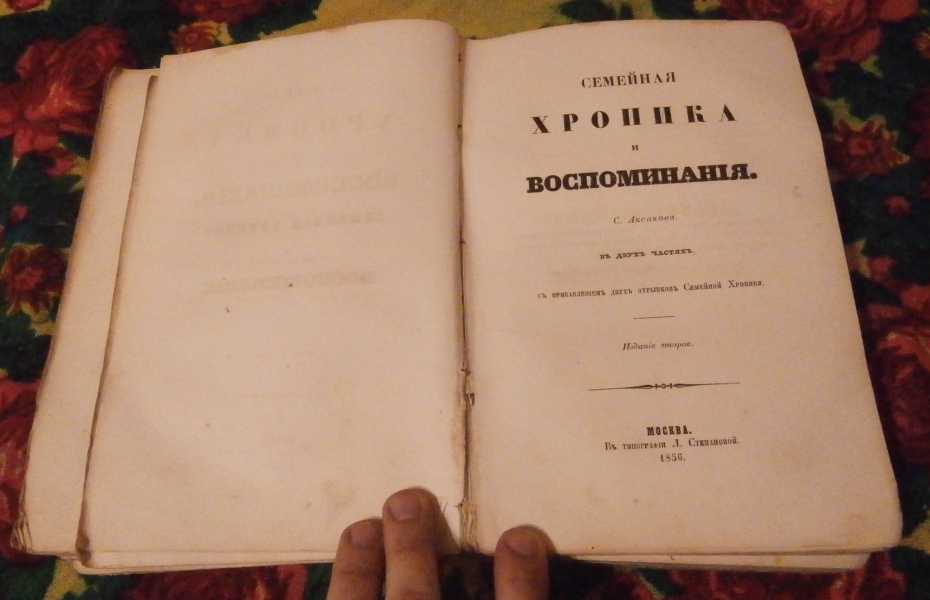 СЕМЕЙНАЯ
ХРОНИКА
и
ВОСПОМИНАНІЯ.
С. Аксакова.
въ двухъ частяхъ,
съ прибавленіемъ двухъ отрывковъ Семейной Хроники.
Изданіе второе.
МОСКВА.
Въ типографіи Л. Степановой.
1856.